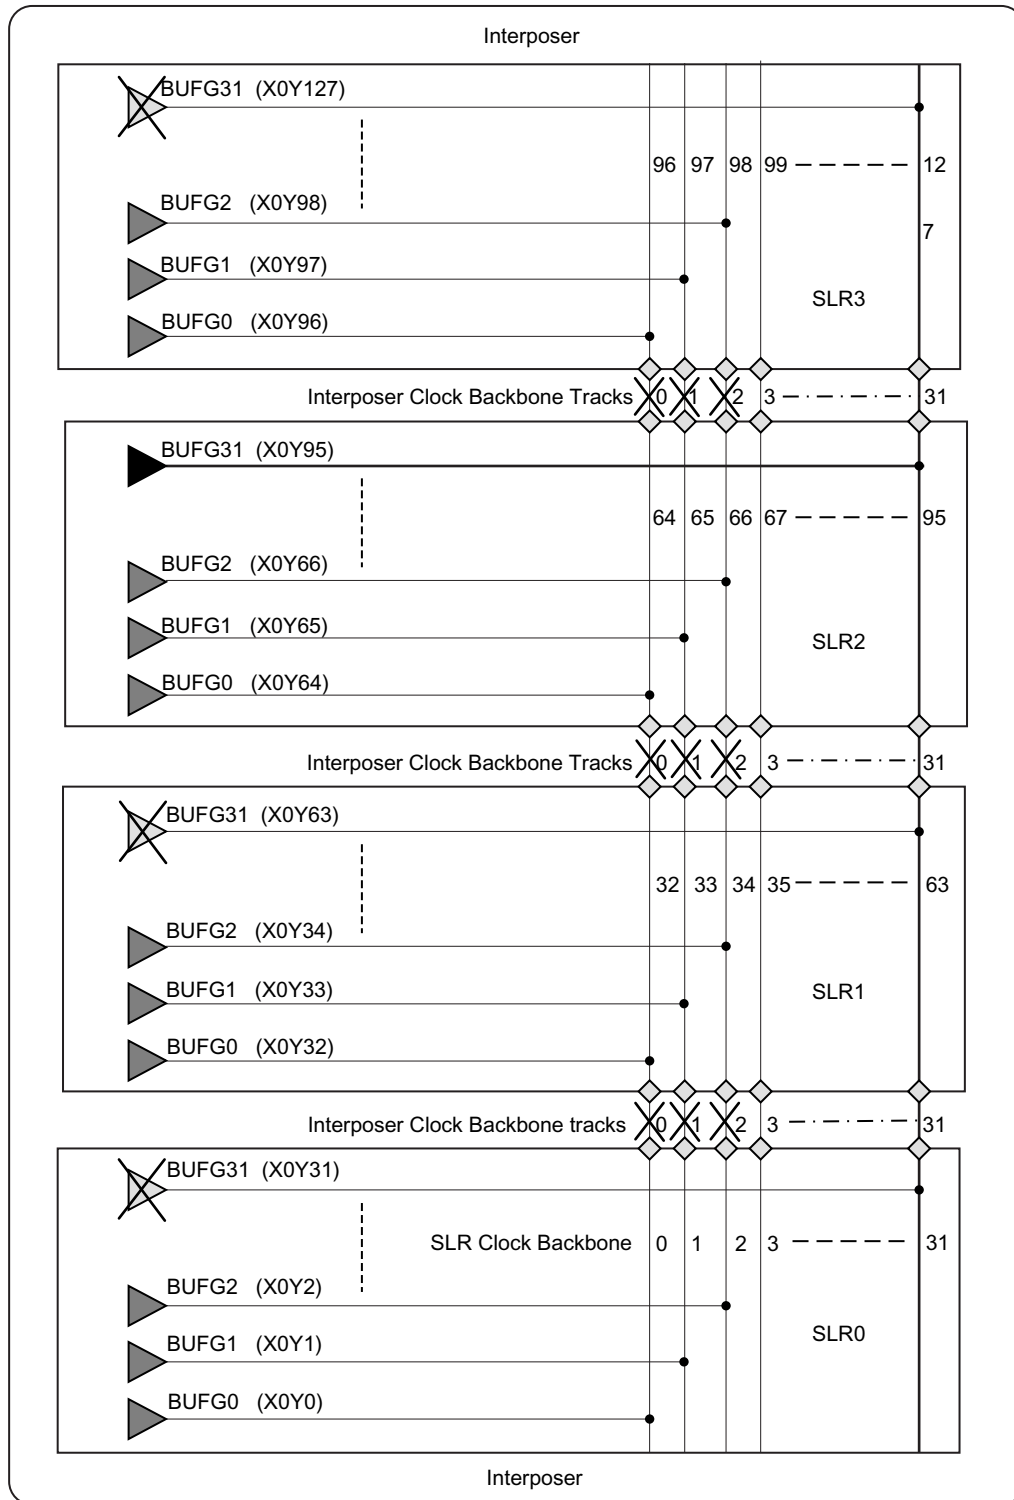 Interposer
BUFG31 (X0Y127)
96 97 98 99 12
7
BUFG2 (X0Y98)
BUFG1 (X0Y97)
SLR3
BUFG0 (X0Y96)
Interposer Clock Backbone Tracks 0 1 2 3 31
BUFG31 (X0Y95)
64 65 66 67 95
BUFG2 (X0Y66)
BUFG1 (X0Y65)
SLR2
BUFG0 (X0Y64)
Interposer Clock Backbone Tracks 0 1 2 3 31
BUFG31 (X0Y63)
32 33 34 35 63
BUFG2 (X0Y34)
BUFG1 (X0Y33)
SLR1
BUFG0 (X0Y32)
Interposer Clock Backbone tracks 0 1 2 3 31
BUFG31 (X0Y31)
SLR Clock Backbone 0 1 2 3 31
BUFG2 (X0Y2)
SLR0
BUFG1 (X0Y1)
BUFG0 (X0Y0)
Interposer